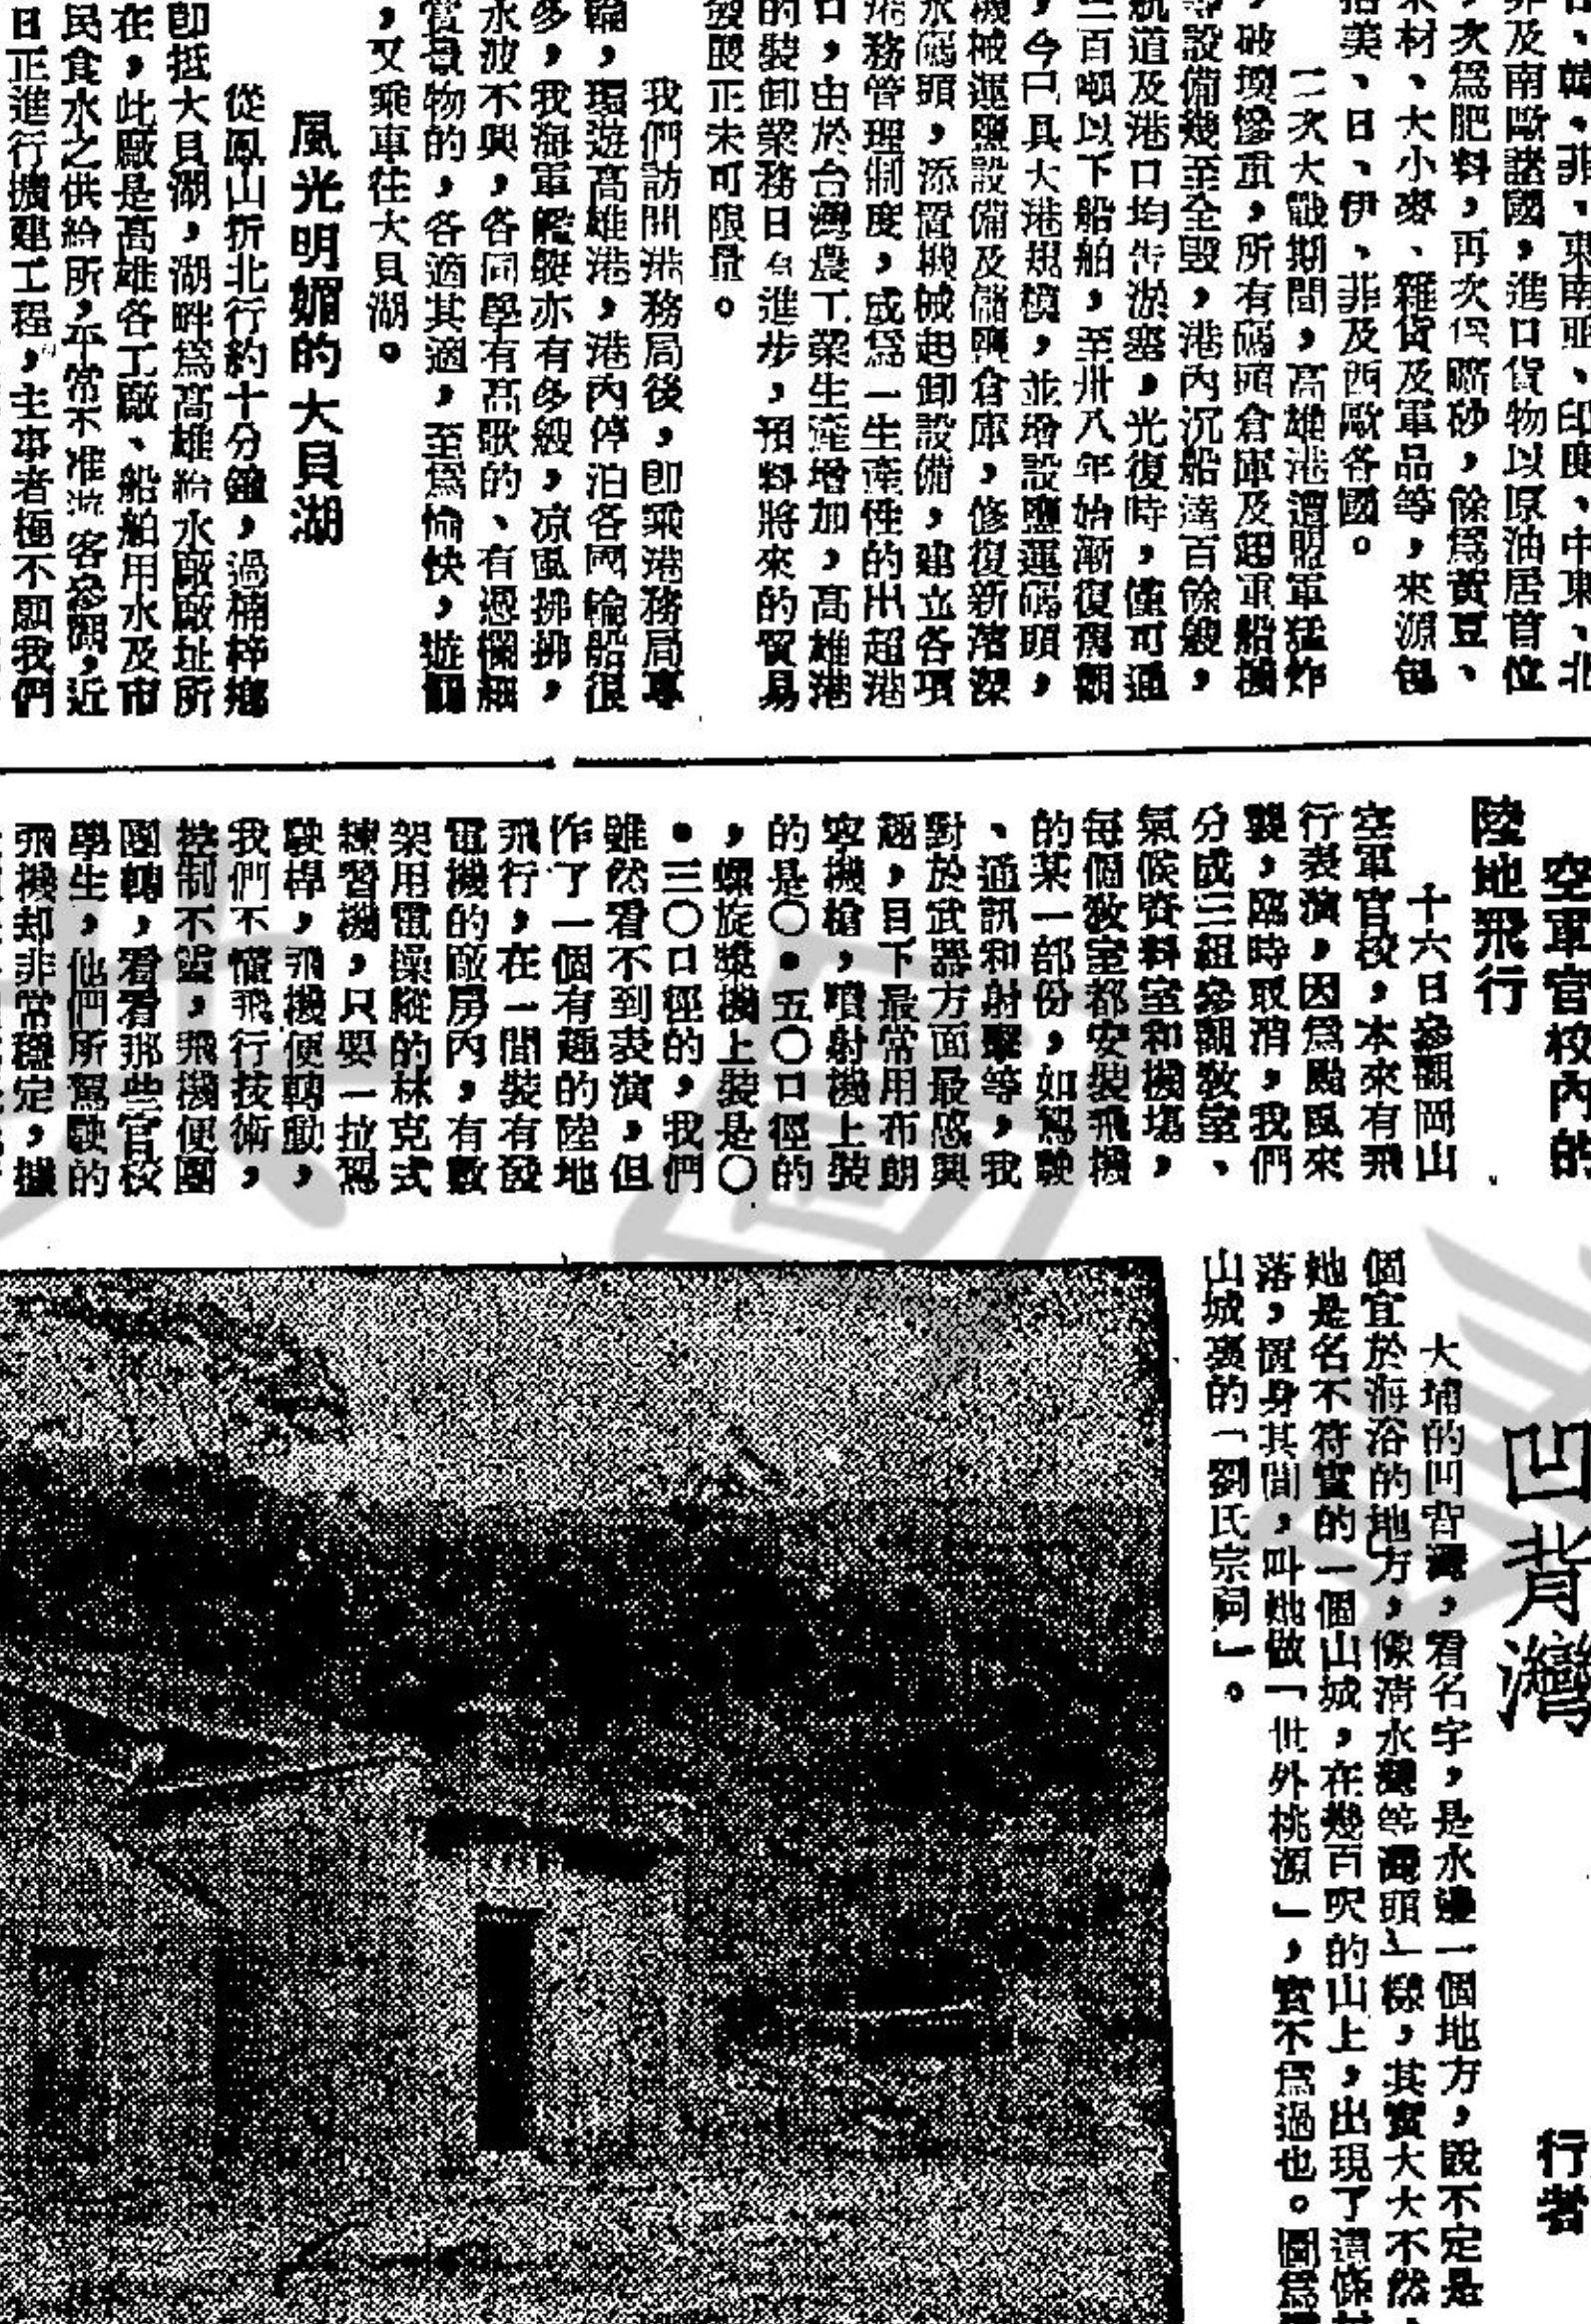 日、韓、菲、東南亞、印度、中東、北
非及南歐諸國,進口貨物以原油居首位
,次爲肥料,再次爲磷砂,餘爲黃豆、
木材、大小麥、雜貨及軍品等,來源包
括美、日、伊、菲及西歐各國。
二次大戰期間,高雄港遭盟軍猛炸
,破壞慘重,所有碼頭倉庫及起重船機
等設備幾至全毀,港內沉船達百餘艘,
航道及港口均告淤塞,光復時,僅可通
三百噸以下船舶,至卅八年始漸復舊觀
,今已具大港規模,並增設鹽運碼頭,
機械運鹽設備及儲鹽倉庫,修復新濱深
水碼頭,添置機械起卸設備,建立各項
港務管理制度,成爲一生產性的出超港
口,由於台灣農工業生產增加,高雄港
的裝卸業務日有進步,預料將來的貿易
發展正未可限量。
我們訪問港務局後,卽乘港務局專
輪,環遊高雄港,港內停泊各國輪船很
多,我海軍艦艇亦有多艘,凉風拂拂,
水波不興,各同學有高歌的、有憑欄細
賞景物的,各適其適,至爲愉快,遊罷
,又乘車往大貝湖。
風光明媚的大貝湖
從鳳山折北行約十分鐘,過楠梓鄉
卽抵大貝湖,湖畔爲高雄給水廠廠址所
在,此廠是高雄各工廠、船舶用水及市
民食水之供給所,平常不准遊客參觀,近
日正進行擴建工程,主事者極不願我們
空軍官校內的
陸地飛行
十六日參觀岡山
空軍官校,本來有飛
行表演,因爲颱風來
襲,臨時取消,我們
分成三組參觀敎室、
氣候資料室和機塲,
每個敎室都安裝飛機
的某一部份,如駕駛
、通訊和射擊等,我
對於武器方面最感興
趣,目下最常用布朗
寧機槍,噴射機上裝
的是〇・五〇口徑的
,螺旋槳機上裝是〇
・三〇口徑的,我們
雖然看不到表演,但
作了一個有趣的陸地
飛行,在一間裝有發
電機的廠房內,有數
架用電操縱的林克式
練習機,只要一拉駕
駛桿,飛機便轉動,
我們不懂飛行技術,
控制不靈,飛機便團
團轉,看看那些官校
學生,他們所駕駛的
飛機却非常穩定,據
凹背灣
行者
大埔的凹背灣,看名字,是水邊一個地方,說不定是
個宜於海浴的地方,像淸水灣等灣頭一樣,其實大大不然
她是名不符實的一個山城,在幾百呎的山上,出現了這條村
落,置身其間,叫她做「世外桃源」,實不爲過也。圖爲
山城裏的「劉氏宗祠」。